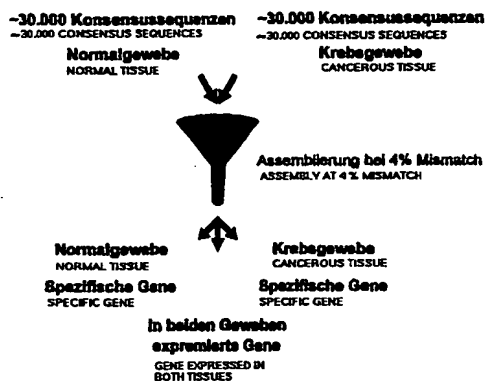 ~30.000 Konsensussequenzen
~30.000 CONSENSUS SEQUENCES
Normalgewebe
NORMAL TISSUE
~30.000 Konsensussequenzen
~30.000 CONSENSUS SEQUENCES
Krebsgewebe
CANCEROUS TISSUE
Assemblierung bei 4% Mismatch
ASSEMBLY AT 4 % MISMATCH
Normalgewebe
NORMAL TISSUE
Spezifische Gene
SPECIFIC GENE
Krebsgewebe
CANCEROUS TISSUE
Spezifische Gene
SPECIFIC GENE
In beiden Geweben
exprimierte Gene
GENE EXPRESSED IN
BOTH TISSUES